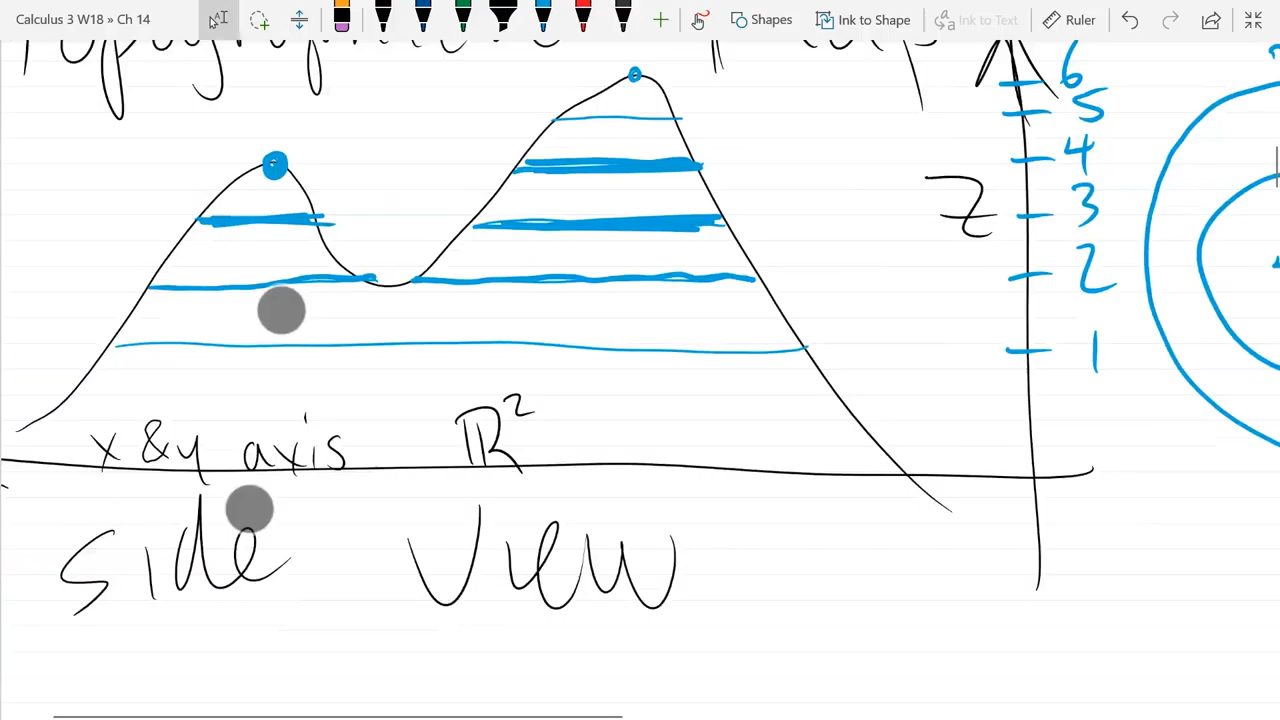 Calculus 3 W18 » Ch 14
Shapes
Ink to Shape
Ink to Text
Ruler
6
5
4
Z
3
2
1
x & y axis
R²
Side View